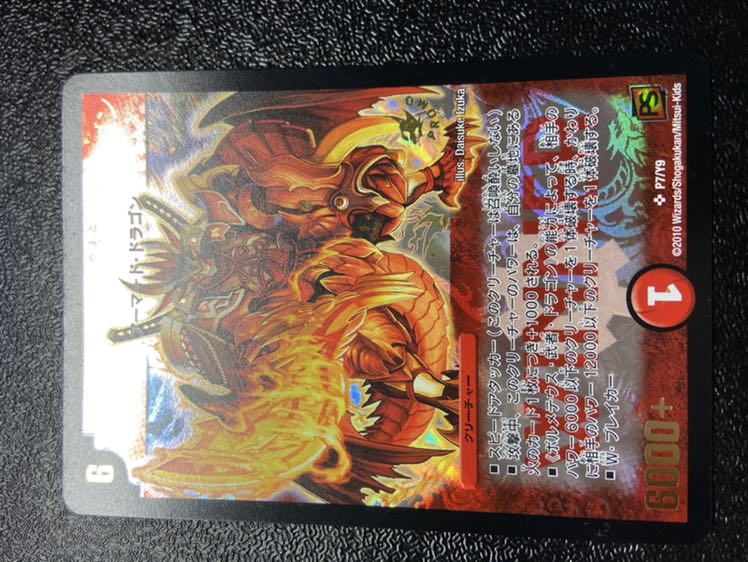 6
やまと
アーマード・ドラゴン
PROMO
illus. Daisuke Izuka
クリーチャー
■ スピードアタッカー（このクリーチャーは召喚酔いしない）
■ 攻撃中、このクリーチャーのパワーは、自分の墓地にある
火のカード1枚につき+1000される。
■《ボルメテウス・武者・ドラゴン》の能力によって、相手の
パワー6000以下のクリーチャーを1体破壊する時、かわり
に相手のパワー12000以下のクリーチャーを1体破壊する。
■ W・ブレイカー
PS
1
6000+
P7/Y9
©2010 Wizards/Shogakukan/Mitsui-Kids